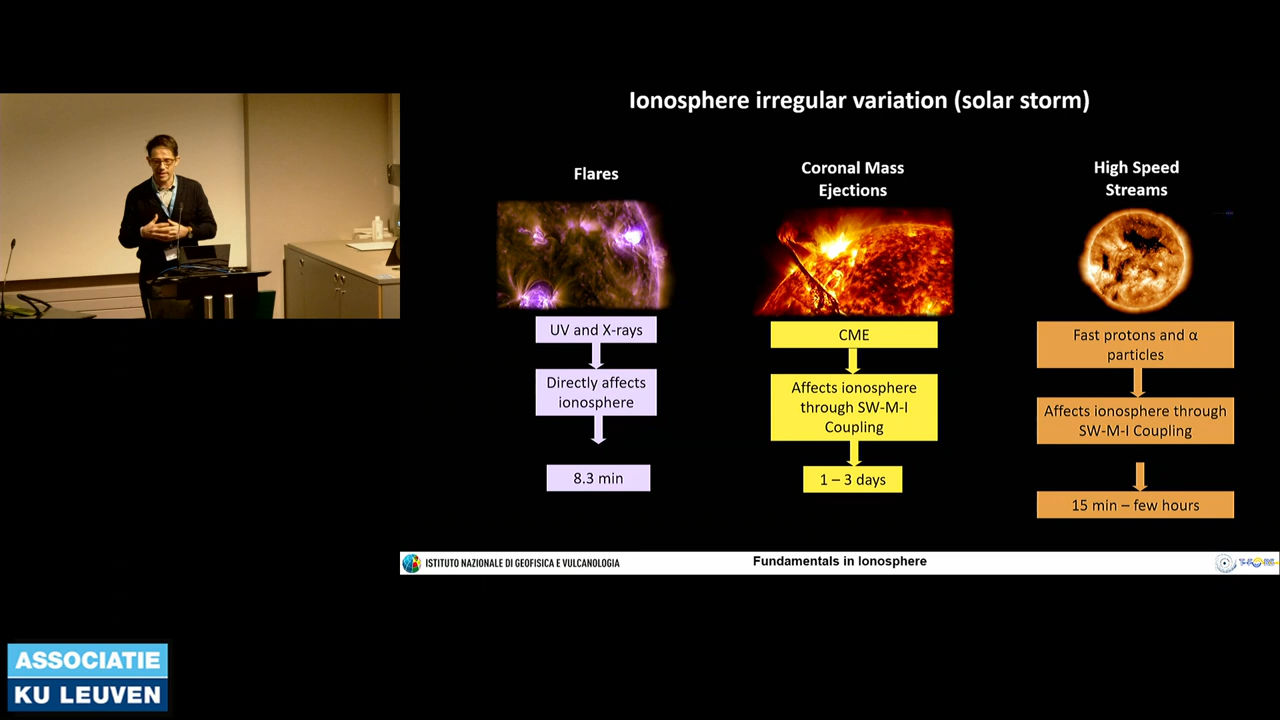 Ionosphere irregular variation (solar storm)
Flares
UV and X-rays
Directly affects
ionosphere
8.3 min
Coronal Mass
Ejections
CME
Affects ionosphere
through SW-M-I
Coupling
1 – 3 days
High Speed
Streams
Fast protons and α
particles
Affects ionosphere through
SW-M-I Coupling
15 min – few hours
ISTITUTO NAZIONALE DI GEOFISICA E VULCANOLOGIA
Fundamentals in Ionosphere
ASSOCIATIE
KU LEUVEN